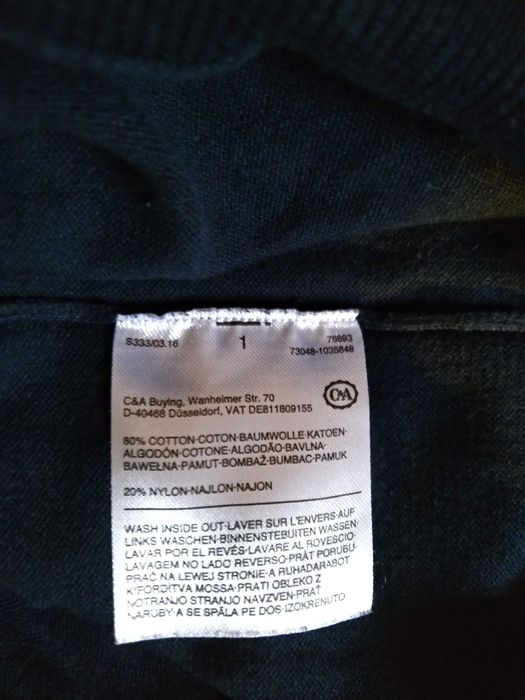 S333/03.16
1
76693
73048-1035848
C&A
C&A Buying, Wanheimer Str. 70
D-40468 Düsseldorf, VAT DE811809155
80% COTTON·COTON·BAUMWOLLE·KATOEN·
ALGODÓN·COTONE·ALGODÃO·BAVLNA·
BAWEŁNA·PAMUT·BOMBAŽ·BUMBAC·PAMUK
20% NYLON·NAJLON·NAJON
WASH INSIDE OUT·LAVER SUR L'ENVERS·AUF
LINKS WASCHEN·BINNENSTEBUITEN WASSEN·
LAVAR POR EL REVÉS·LAVARE AL ROVESCIO·
LAVAGEM NO LADO REVERSO·PRÁT PORUBU·
PRAĆ NA LEWEJ STRONIE·A RUHADARABOT
KIFORDÍTVA MOSSA·PRATI OBLEKO Z
NOTRANJO STRANJO NAVZVEN·PRAŤ
NARUBY·A SE SPĂLA PE DOS·IZOKRENUTO